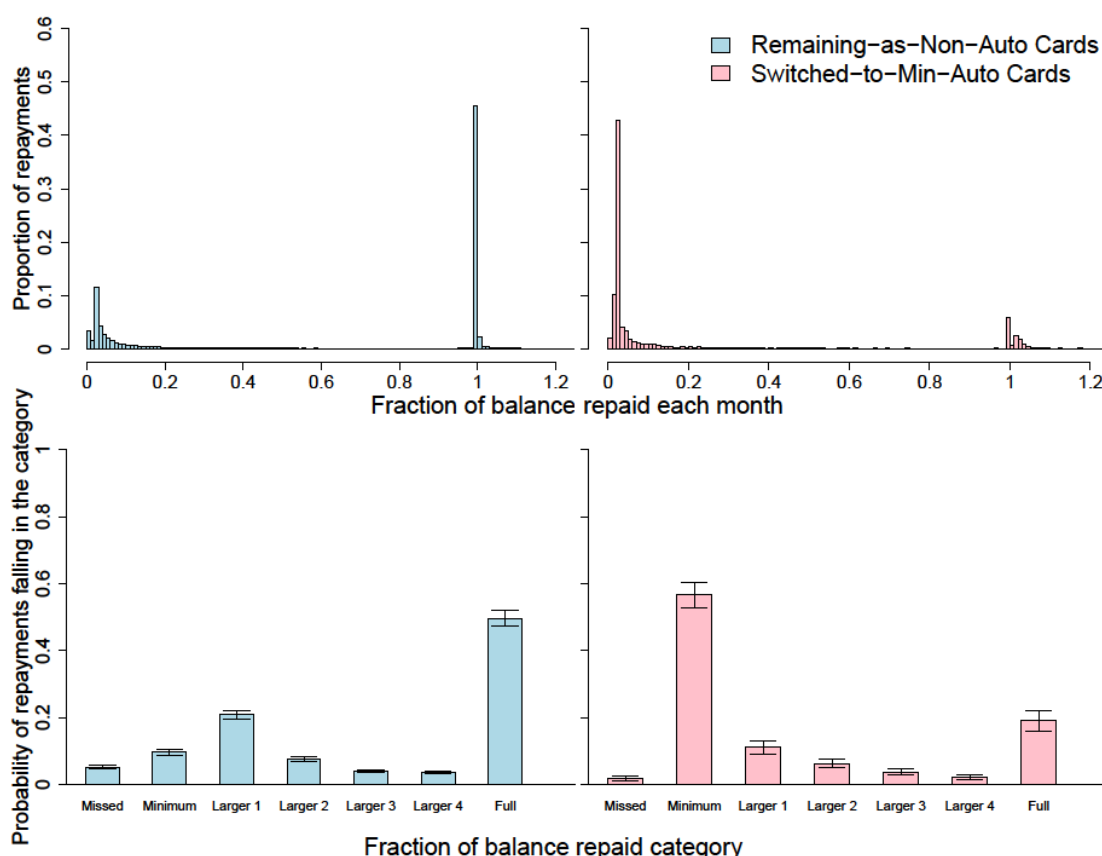 Proportion of repayments
0.6
0.5
0.4
0.3
0.2
0.1
0
Remaining−as−Non−Auto Cards
Switched−to−Min−Auto Cards
0 0.2 0.4 0.6 0.8 1 1.2
0 0.2 0.4 0.6 0.8 1 1.2
Fraction of balance repaid each month
Probability of repayments falling in the category
1
0.8
0.6
0.4
0.2
0
Missed Minimum Larger 1 Larger 2 Larger 3 Larger 4 Full
Missed Minimum Larger 1 Larger 2 Larger 3 Larger 4 Full
Fraction of balance repaid category